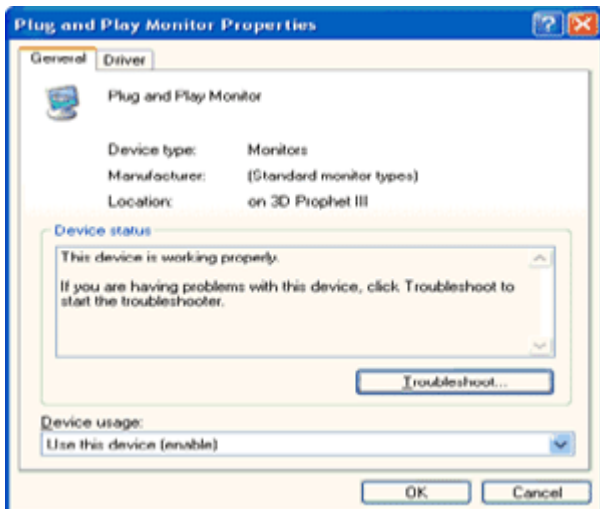 Plug and Play Monitor Properties
General Driver
Plug and Play Monitor
Device type: Monitors
Manufacturer: (Standard monitor types)
Location: on 3D Prophet III
Device status
This device is working properly.
If you are having problems with this device, click Troubleshoot to
start the troubleshooter.
Troubleshoot...
Device usage:
Use this device (enable)
OK Cancel